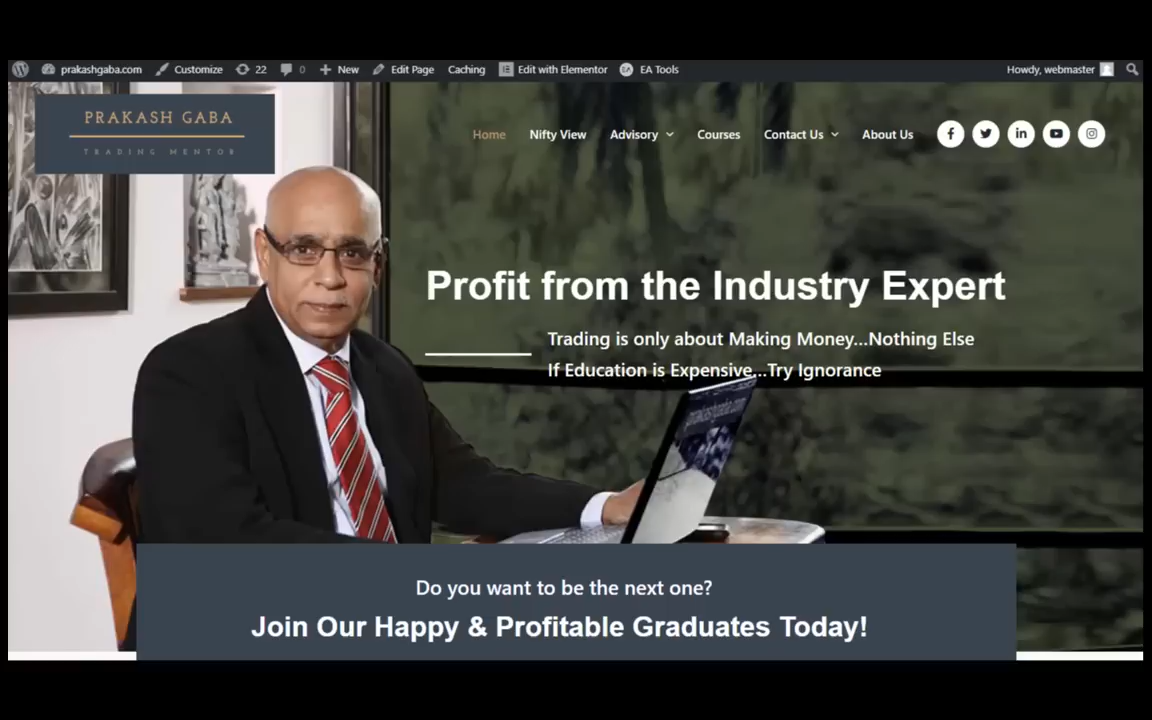 prakashgaba.com Customize 22 0 New Edit Page Caching Edit with Elementor EA Tools Howdy, webmaster
PRAKASH GABA
TRADING MENTOR
Home Nifty View Advisory Courses Contact Us About Us
Profit from the Industry Expert
Trading is only about Making Money...Nothing Else
If Education is Expensive...Try Ignorance
prakashgaba.com
Do you want to be the next one?
Join Our Happy & Profitable Graduates Today!